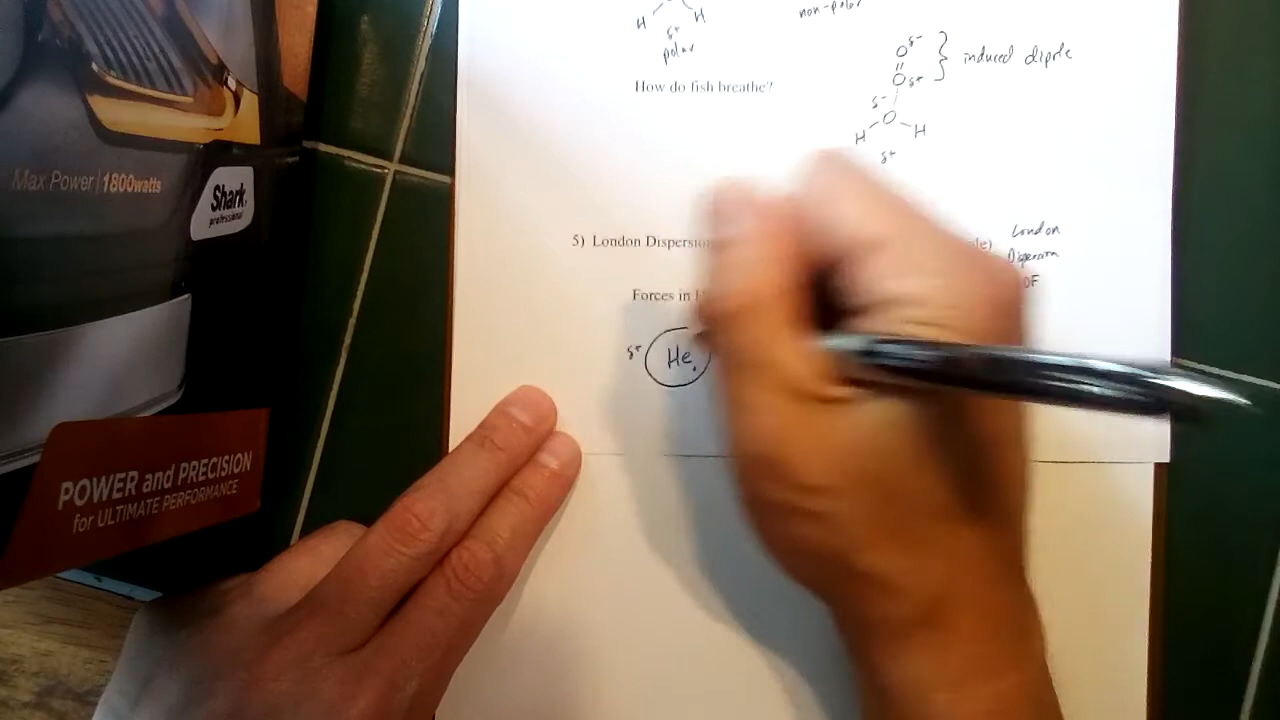 H H
δ+
polar
non-polar
How do fish breathe?
O δ-
O δ+
induced dipole
δ-
O
H H
δ+
5) London Dispersion
London
Dispersion
Forces in
δ+ He
Max Power | 1800watts
Shark
professional
POWER and PRECISION
for ULTIMATE PERFORMANCE